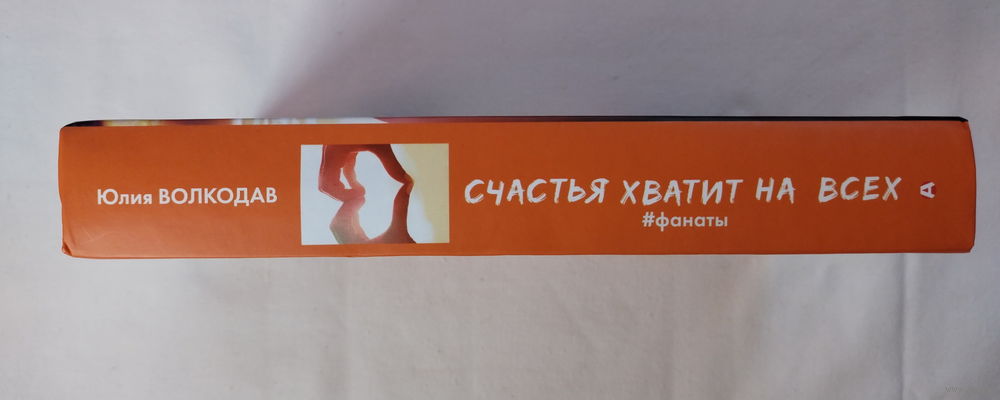 Юлия ВОЛКОДАВ
СЧАСТЬЯ ХВАТИТ НА ВСЕХ
#фанаты
А